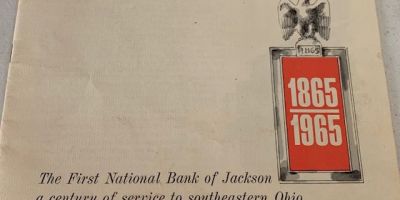 1865
1865
1965
The First National Bank of Jackson
a century of service to southeastern Ohio